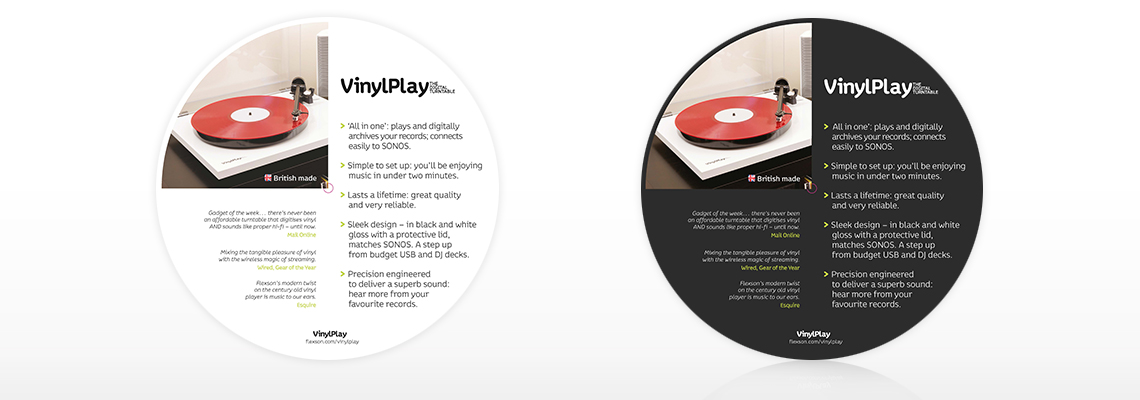 VinylPlay THE DIGITAL TURNTABLE
> 'All in one': plays and digitally
archives your records; connects
easily to SONOS.
> Simple to set up: you'll be enjoying
music in under two minutes.
> Lasts a lifetime: great quality
and very reliable.
> Sleek design – in black and white
gloss with a protective lid,
matches SONOS. A step up
from budget USB and DJ decks.
> Precision engineered
to deliver a superb sound:
hear more from your
favourite records.
VinylPlay
British made
Gadget of the week... there's never been
an affordable turntable that digitises vinyl
AND sounds like proper hi-fi – until now.
Mail Online
Mixing the tangible pleasure of vinyl
with the wireless magic of streaming.
Wired, Gear of the Year
Flexson's modern twist
on the century old vinyl
player is music to our ears.
Esquire
VinylPlay
flexson.com/vinylplay
VinylPlay THE DIGITAL TURNTABLE
> All in one': plays and digitally
archives your records; connects
easily to SONOS.
> Simple to set up: you'll be enjoying
music in under two minutes.
> Lasts a lifetime: great quality
and very reliable.
> Sleek design – in black and white
gloss with a protective lid,
matches SONOS. A step up
from budget USB and DJ decks.
> Precision engineered
to deliver a superb sound:
hear more from your
favourite records.
VinylPlay
British made
Gadget of the week... there's never been
an affordable turntable that digitises vinyl
AND sounds like proper hi-fi – until now.
Mail Online
Mixing the tangible pleasure of vinyl
with the wireless magic of streaming.
Wired, Gear of the Year
Flexson's modern twist
on the century old vinyl
player is music to our ears.
Esquire
VinylPlay
flexson.com/vinylplay